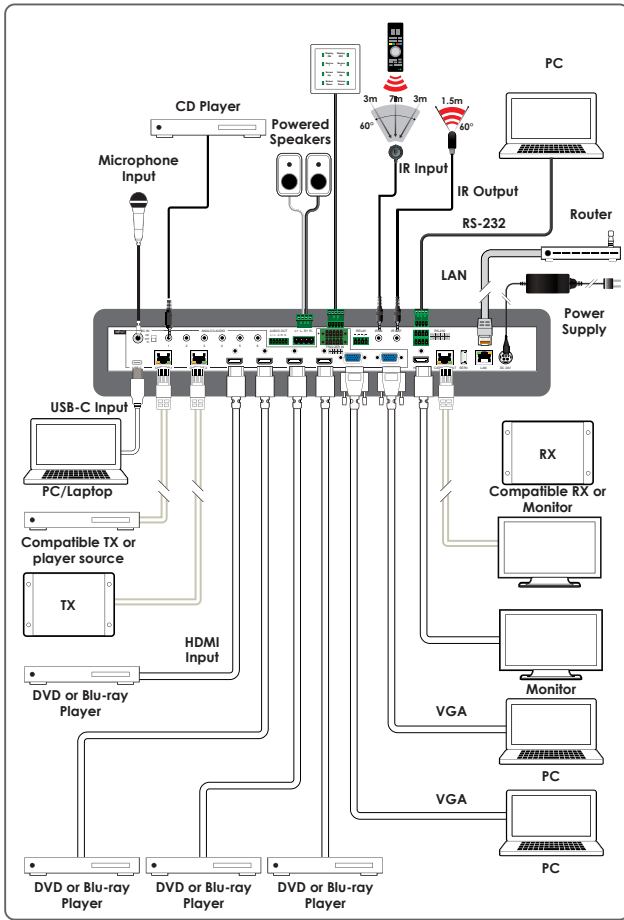 PC
CD Player
3m
7m
3m
1.5m
60°
60°
Powered
Speakers
Microphone
Input
IR Input
IR Output
RS-232
Router
LAN
Power
Supply
USB-C Input
PC/Laptop
RX
Compatible RX or
Monitor
Compatible TX or
player source
TX
HDMI
Input
DVD or Blu-ray
Player
Monitor
VGA
PC
VGA
PC
DVD or Blu-ray
Player
DVD or Blu-ray
Player
DVD or Blu-ray
Player